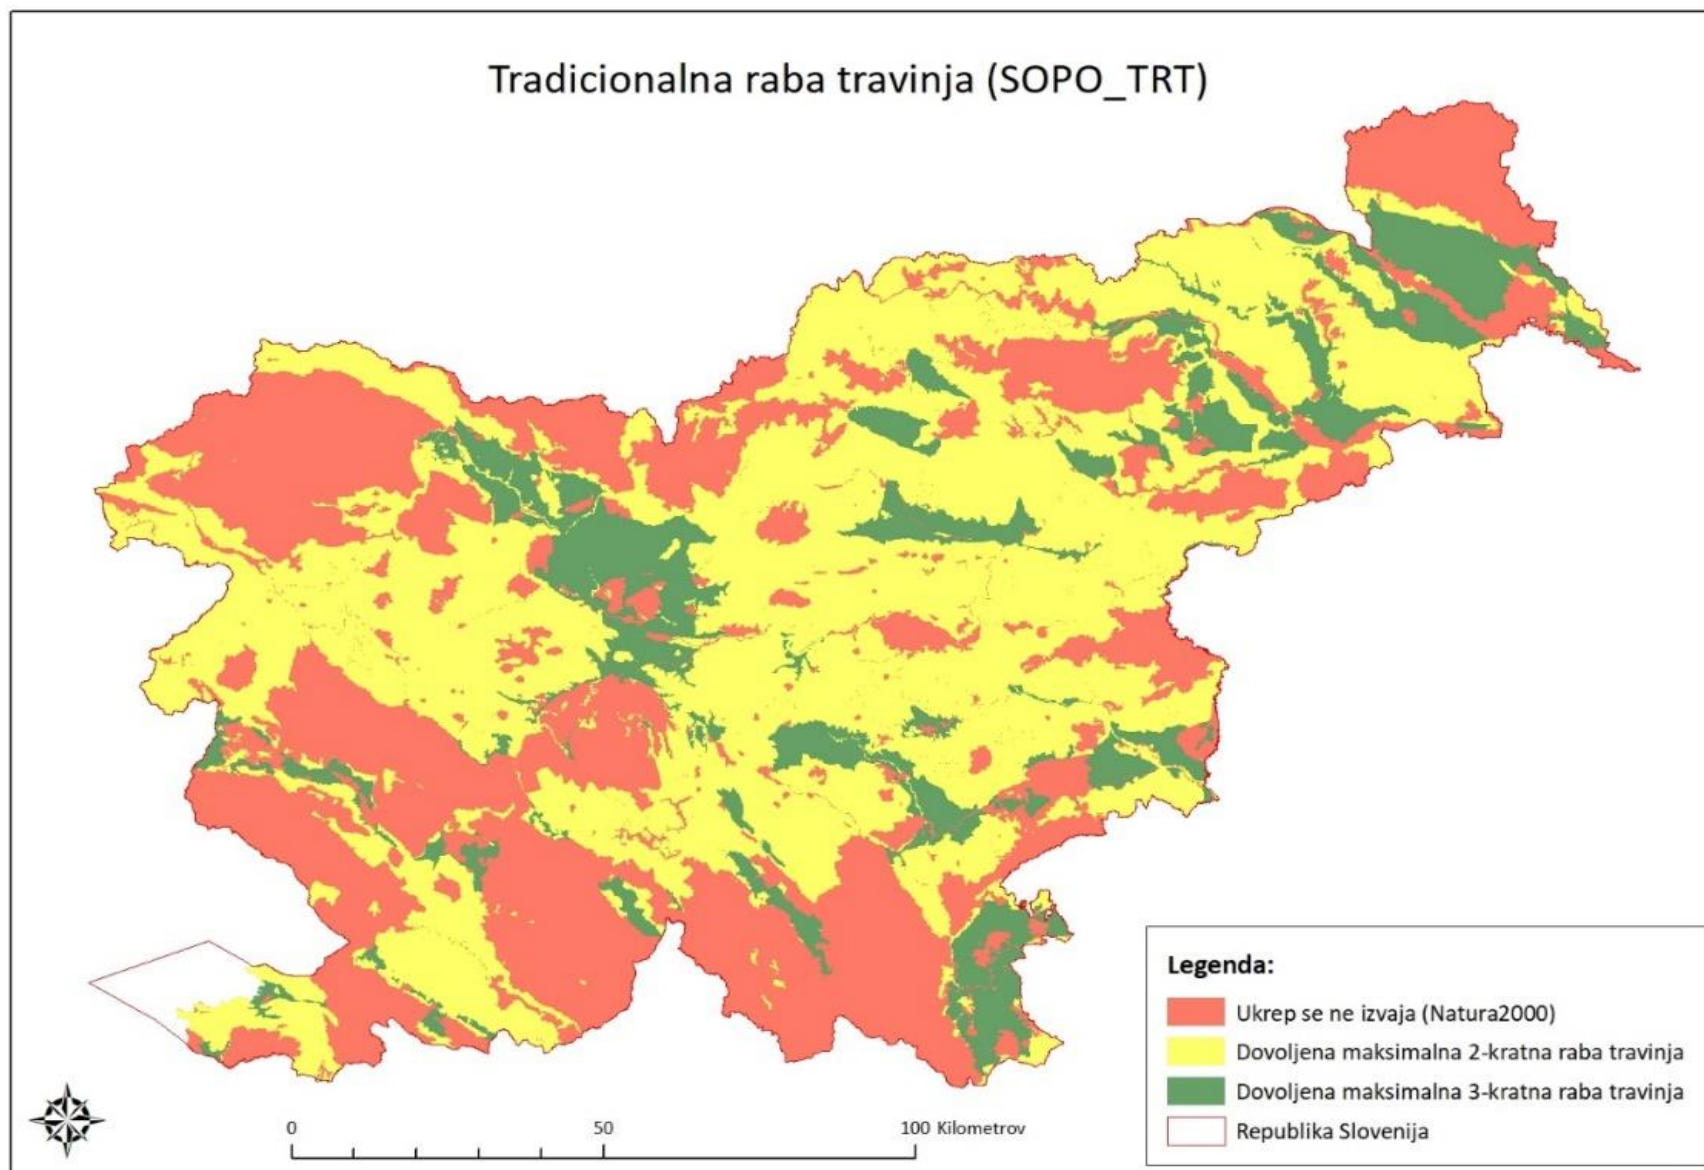 Tradicionalna raba travinja (SOPO_TRT)
Legenda:
Ukrep se ne izvaja (Natura2000)
Dovoljena maksimalna 2-kratna raba travinja
Dovoljena maksimalna 3-kratna raba travinja
Republika Slovenija
0 50 100 Kilometrov